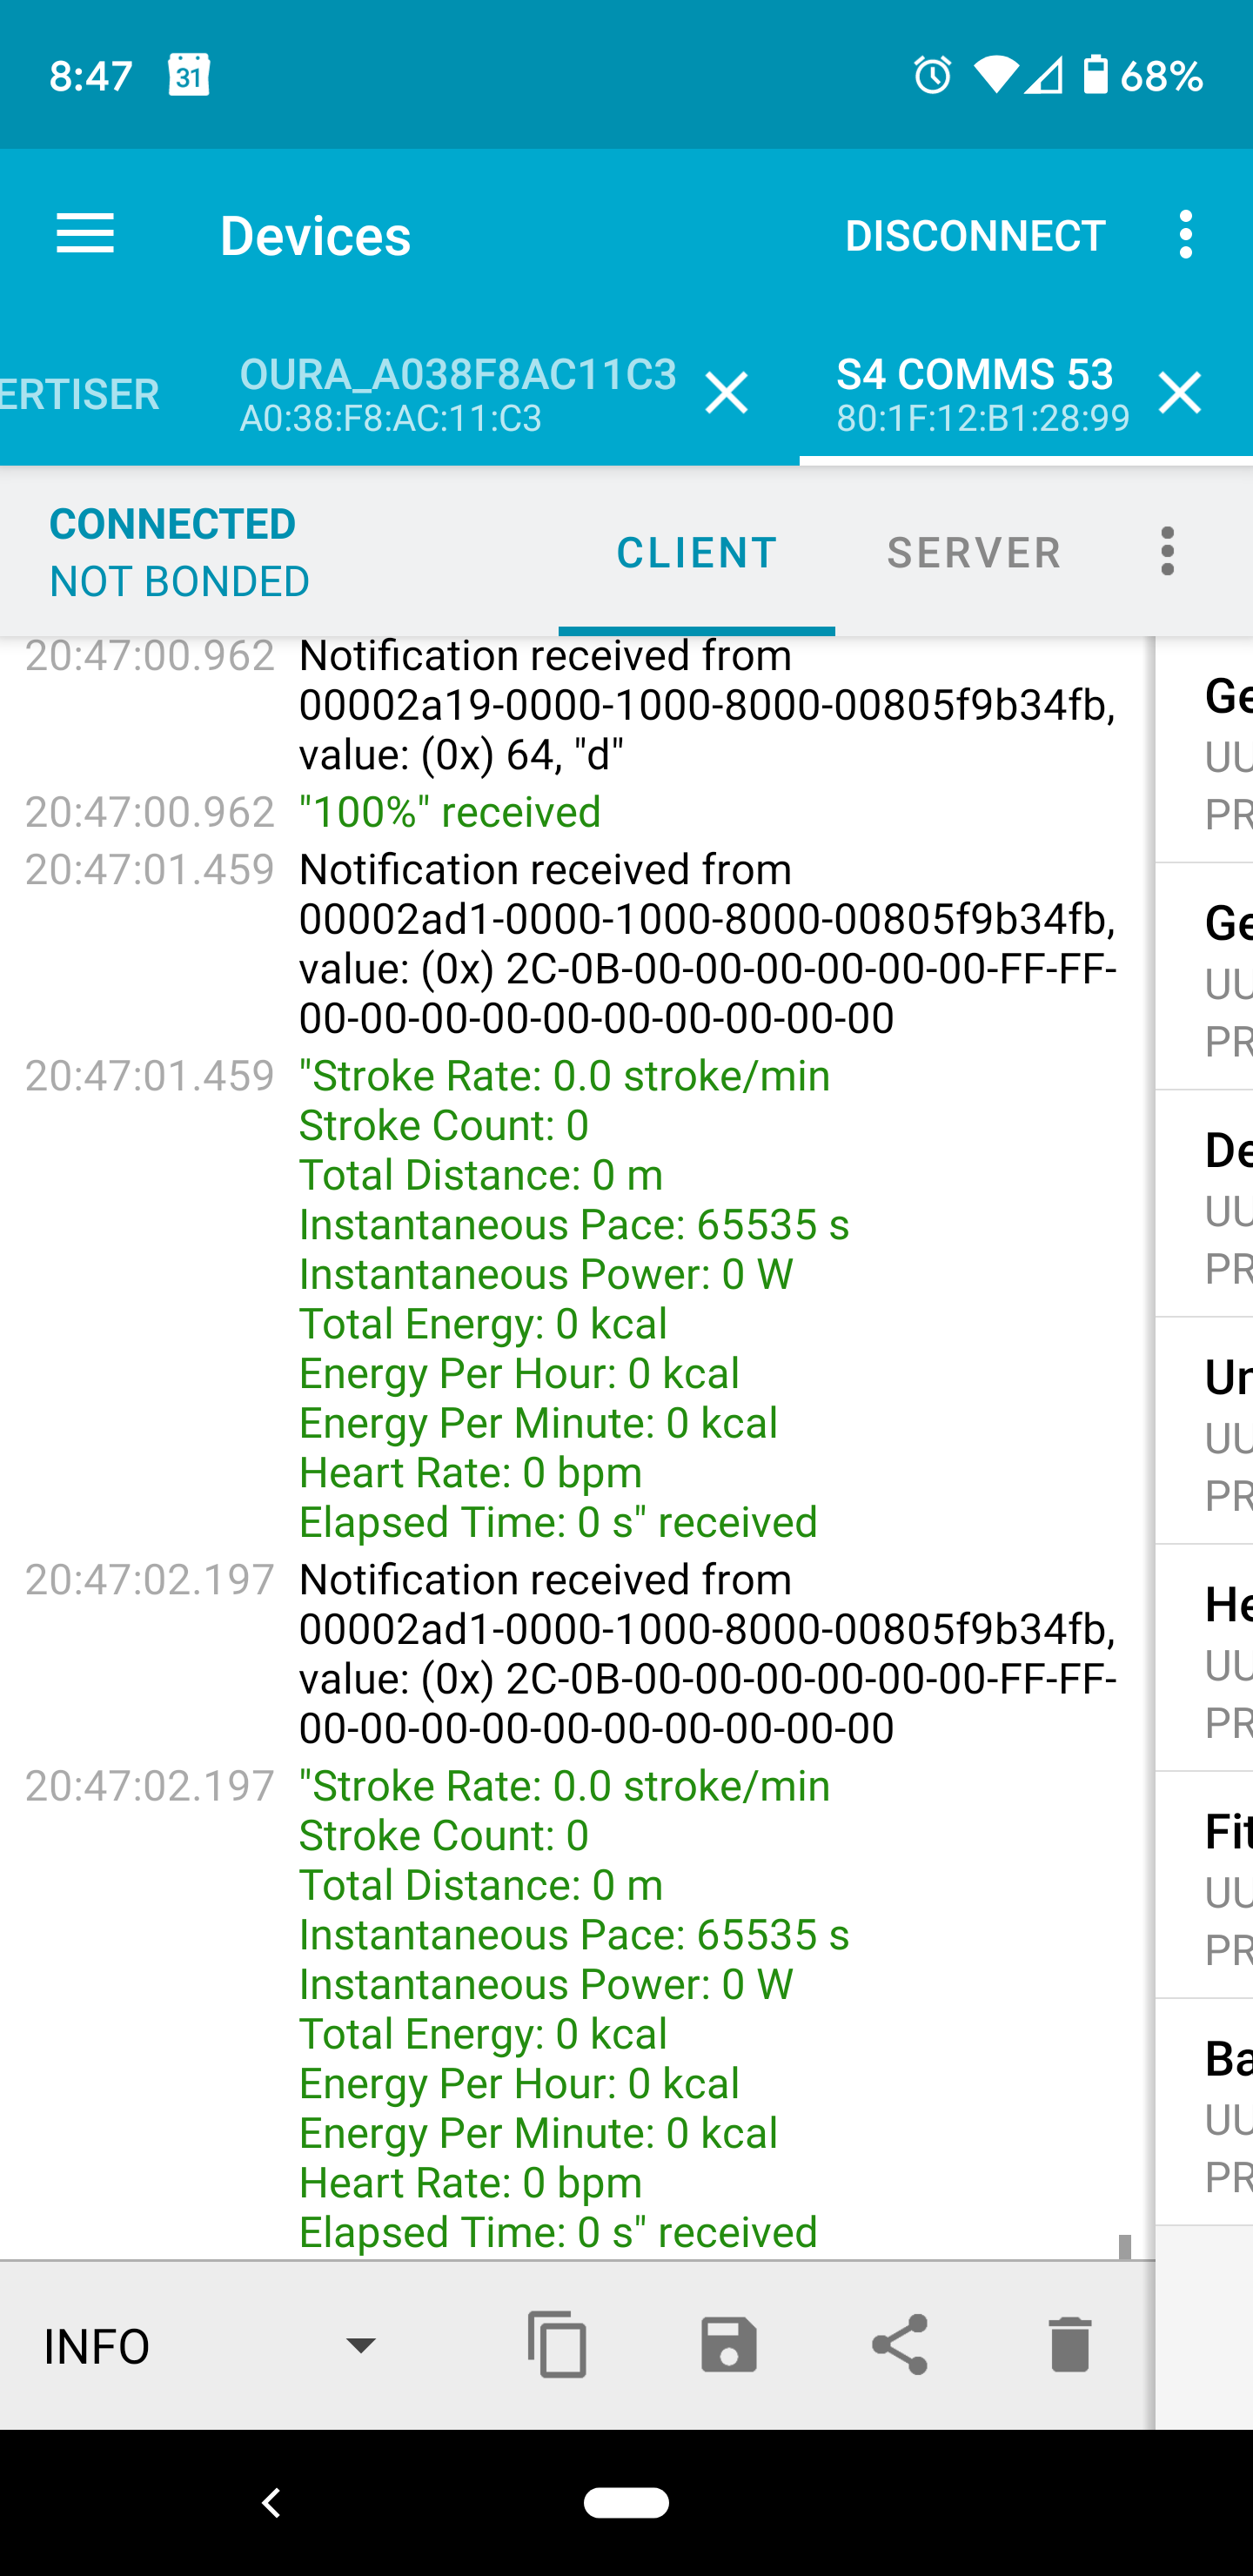 8:47
31
68%
Devices
DISCONNECT
ERTISER
OURA_A038F8AC11C3
A0:38:F8:AC:11:C3
S4 COMMS 53
80:1F:12:B1:28:99
CONNECTED
NOT BONDED
CLIENT
SERVER
20:47:00.962 Notification received from
00002a19-0000-1000-8000-00805f9b34fb,
value: (0x) 64, "d"
20:47:00.962 "100%" received
20:47:01.459 Notification received from
00002ad1-0000-1000-8000-00805f9b34fb,
value: (0x) 2C-0B-00-00-00-00-00-00-FF-FF-
00-00-00-00-00-00-00-00-00-00
20:47:01.459 "Stroke Rate: 0.0 stroke/min
Stroke Count: 0
Total Distance: 0 m
Instantaneous Pace: 65535 s
Instantaneous Power: 0 W
Total Energy: 0 kcal
Energy Per Hour: 0 kcal
Energy Per Minute: 0 kcal
Heart Rate: 0 bpm
Elapsed Time: 0 s" received
20:47:02.197 Notification received from
00002ad1-0000-1000-8000-00805f9b34fb,
value: (0x) 2C-0B-00-00-00-00-00-00-FF-FF-
00-00-00-00-00-00-00-00-00-00
20:47:02.197 "Stroke Rate: 0.0 stroke/min
Stroke Count: 0
Total Distance: 0 m
Instantaneous Pace: 65535 s
Instantaneous Power: 0 W
Total Energy: 0 kcal
Energy Per Hour: 0 kcal
Energy Per Minute: 0 kcal
Heart Rate: 0 bpm
Elapsed Time: 0 s" received
Ge
UU
PR
Ge
UU
PR
De
UU
PR
Un
UU
PR
He
UU
PR
Fit
UU
PR
Ba
UU
PR
INFO